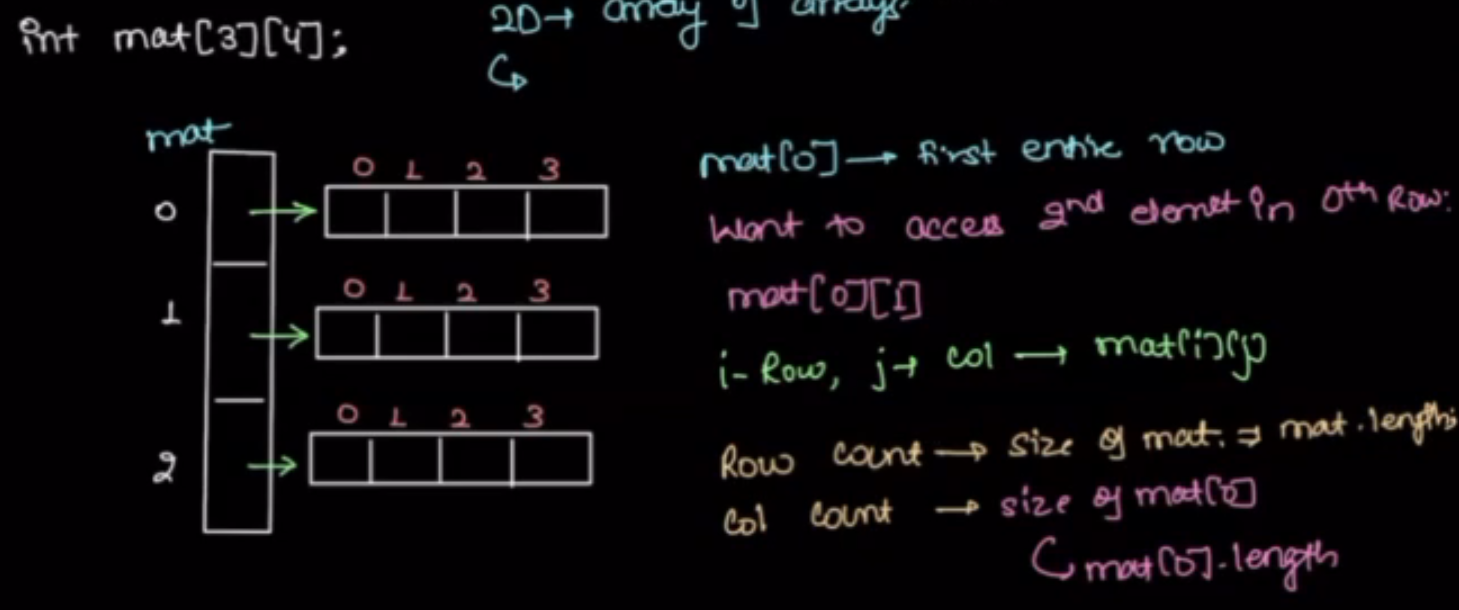 int mat[3][4];
2D→ array of arrays.
mat
0 1 2 3
0
0 1 2 3
1
0 1 2 3
2
mat[0]→ first entire row
Want to access 2nd elemet in 0th Row:
mat[0][1]
i- Row, j→ col → mat[i][j]
Row count → size of mat. ⇒ mat.length;
Col count → size of mat[0]
mat[0].length